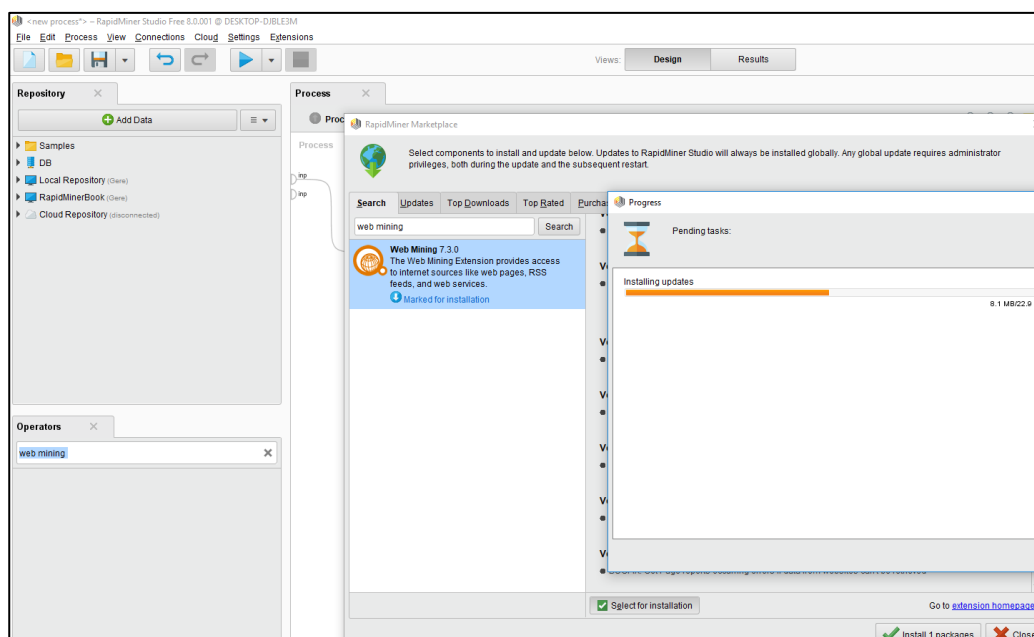 <new process*> – RapidMiner Studio Free 8.0.001 @ DESKTOP-DJBLE3M
File Edit Process View Connections Cloud Settings Extensions
Views: Design Results
Repository
Add Data
Samples
DB
Local Repository (Gere)
RapidMinerBook (Gere)
Cloud Repository (disconnected)
Operators
web mining
Process
Proc
Process
inp
inp
RapidMiner Marketplace
Select components to install and update below. Updates to RapidMiner Studio will always be installed globally. Any global update requires administrator
privileges, both during the update and the subsequent restart.
Search Updates Top Downloads Top Rated Purcha
web mining Search
Web Mining 7.3.0
The Web Mining Extension provides access
to internet sources like web pages, RSS
feeds, and web services.
Marked for installation
Progress
Pending tasks:
Installing updates
8.1 MB/22.9
Select for installation
Go to extension homepage
Install 1 packages Close